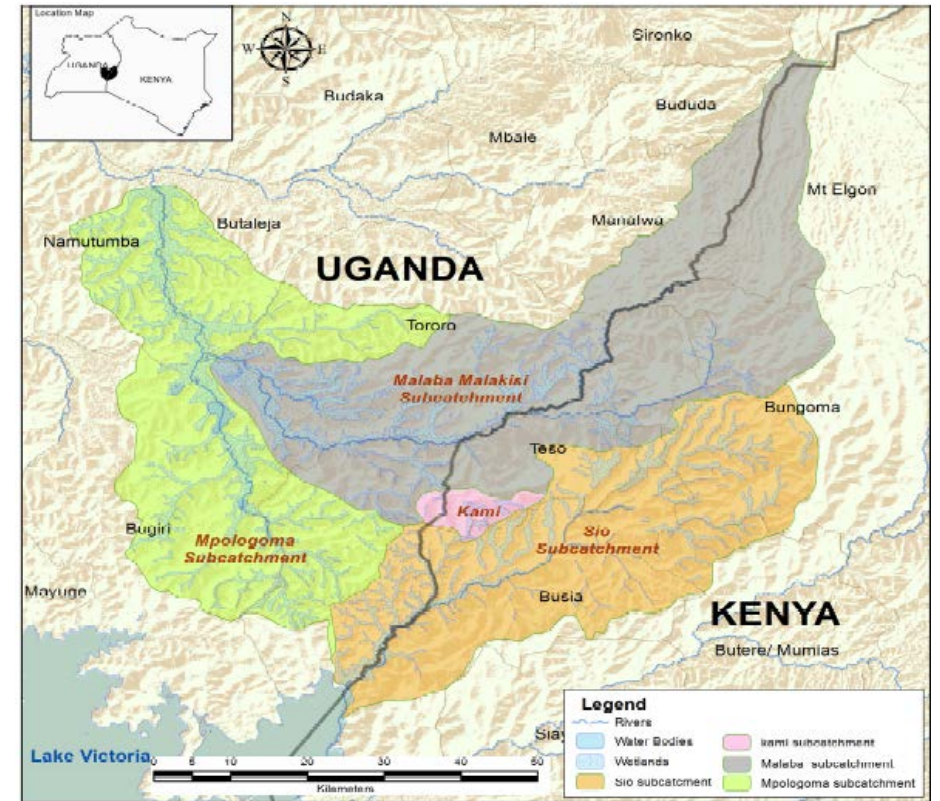 Location Map
UGANDA
KENYA
N
W
E
S
Sironko
Budaka
Bududa
Mbale
Mt Elgon
Manafwa
Butaleja
Namutumba
UGANDA
Tororo
Malaba Malakisi
Subcatchment
Bungoma
Teso
Kami
Bugiri
Mpologoma
Subcatchment
Sio
Subcatchment
Mayuge
Busia
KENYA
Butere/ Mumias
Legend
Rivers
Water Bodies
Wetlands
Sio subcatcment
kami subcatchment
Malaba subcatchment
Mpologoma subcatchment
Siay
Lake Victoria
0 5 10 20 30 40 50
Kilometers